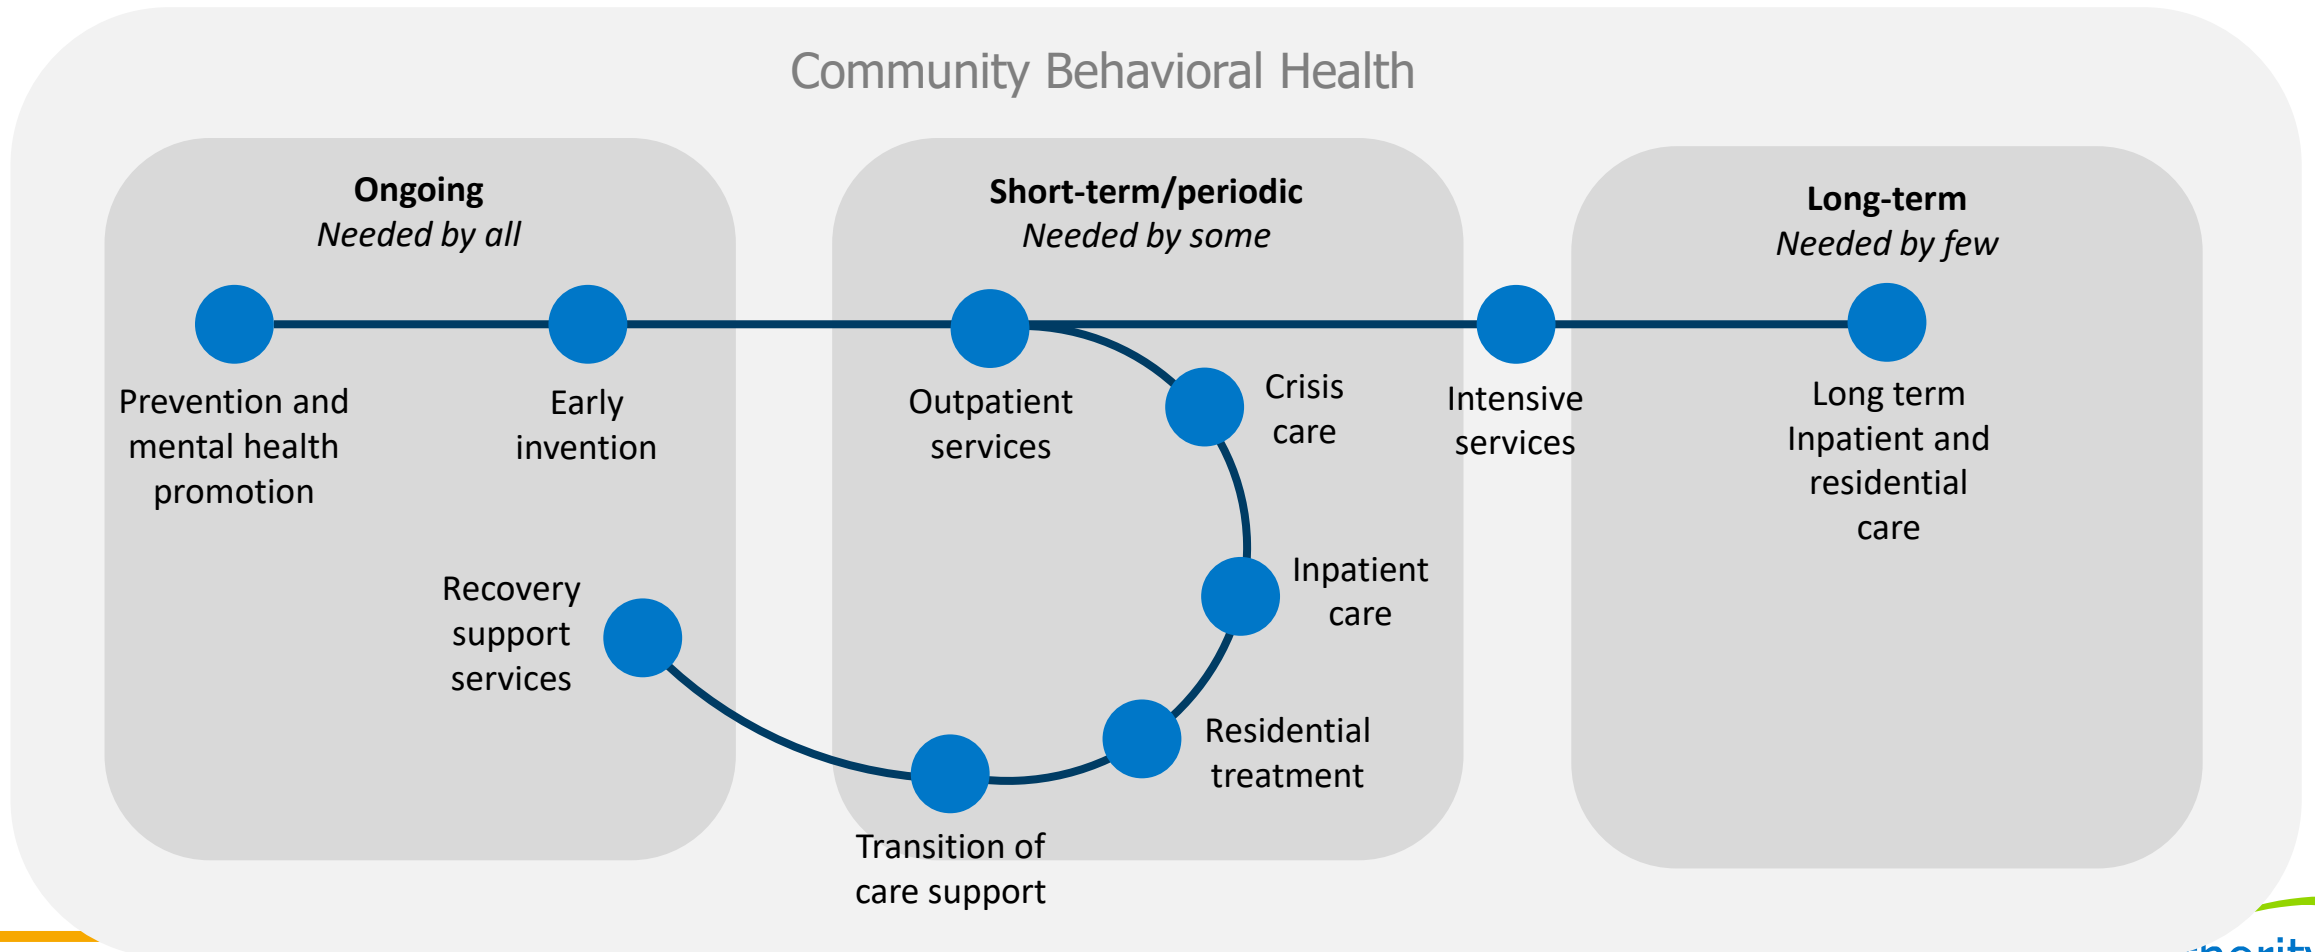 Community Behavioral Health
Ongoing
Needed by all
Short-term/periodic
Needed by some
Long-term
Needed by few
Prevention and
mental health
promotion
Early
invention
Outpatient
services
Crisis
care
Intensive
services
Long term
Inpatient and
residential
care
Inpatient
care
Recovery
support
services
Residential
treatment
Transition of
care support